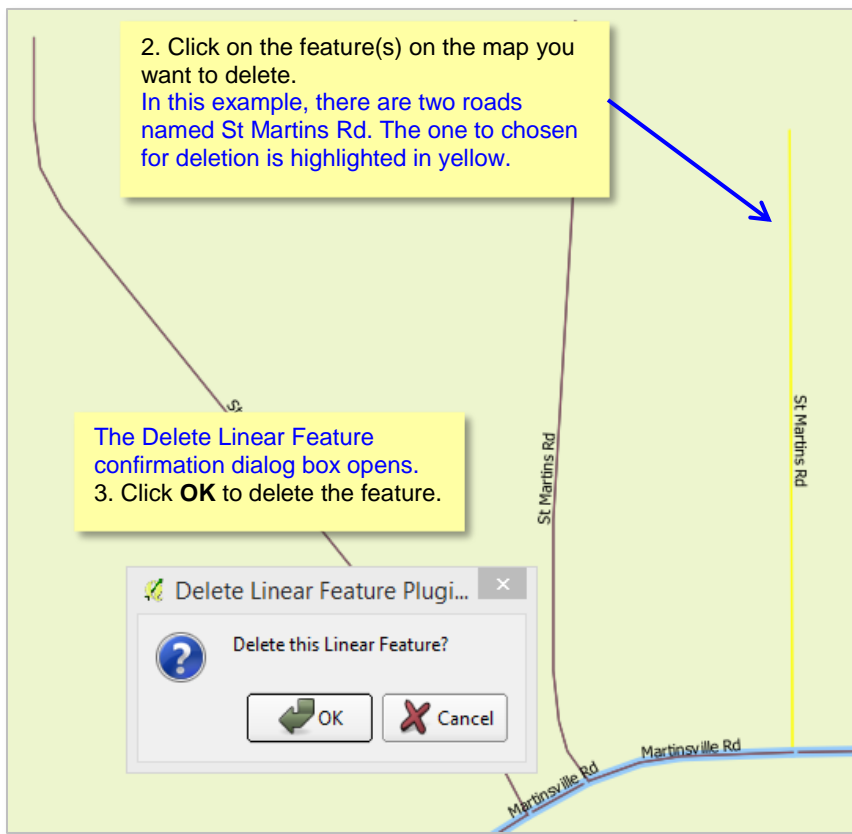 2. Click on the feature(s) on the map you
want to delete.
In this example, there are two roads
named St Martins Rd. The one to chosen
for deletion is highlighted in yellow.
St Martins Rd
St Martins Rd
St
The Delete Linear Feature
confirmation dialog box opens.
3. Click OK to delete the feature.
Delete Linear Feature Plugi...
Delete this Linear Feature?
OK
Cancel
Martinsville Rd
Martinsville Rd